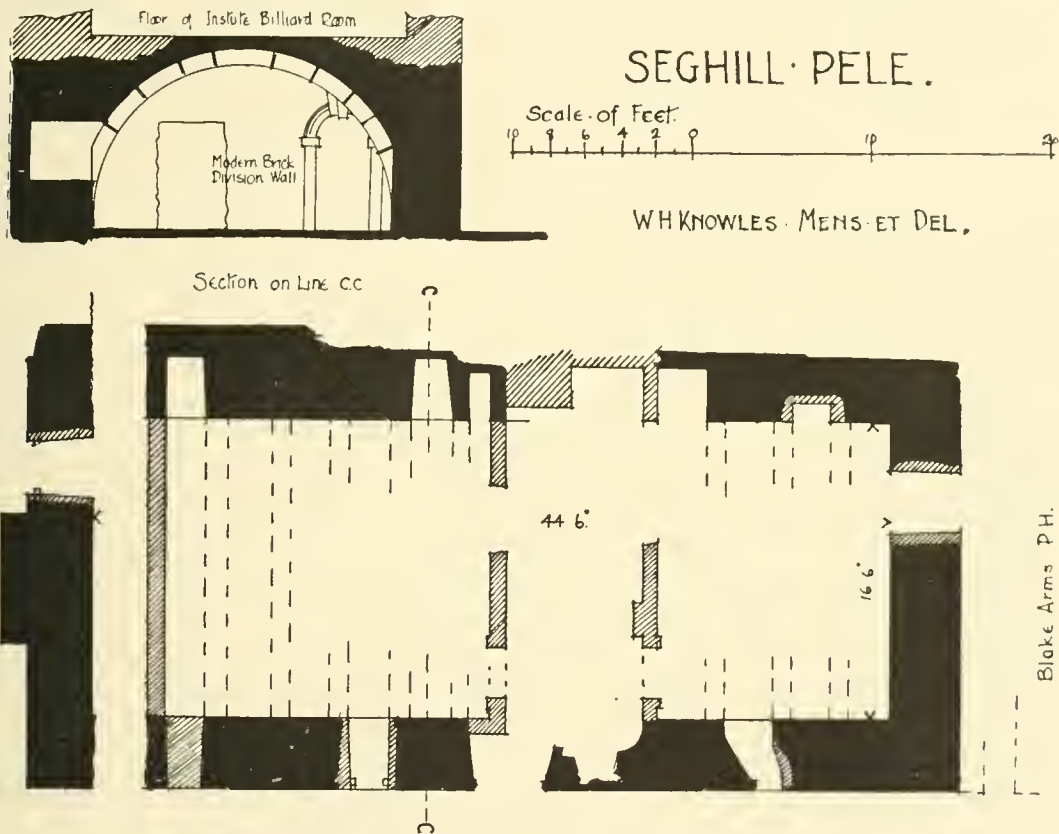 Floor of Instute Billiard Room
SEGHILL· PELE.
Scale·of Feet.
10 8 6 4 2 0 10 20
Modern Brick
Division Wall
W H KNOWLES· MENS· ET DEL.
Section on Line C.C
C
44 6"
16 6"
Blake Arms P.H.
C